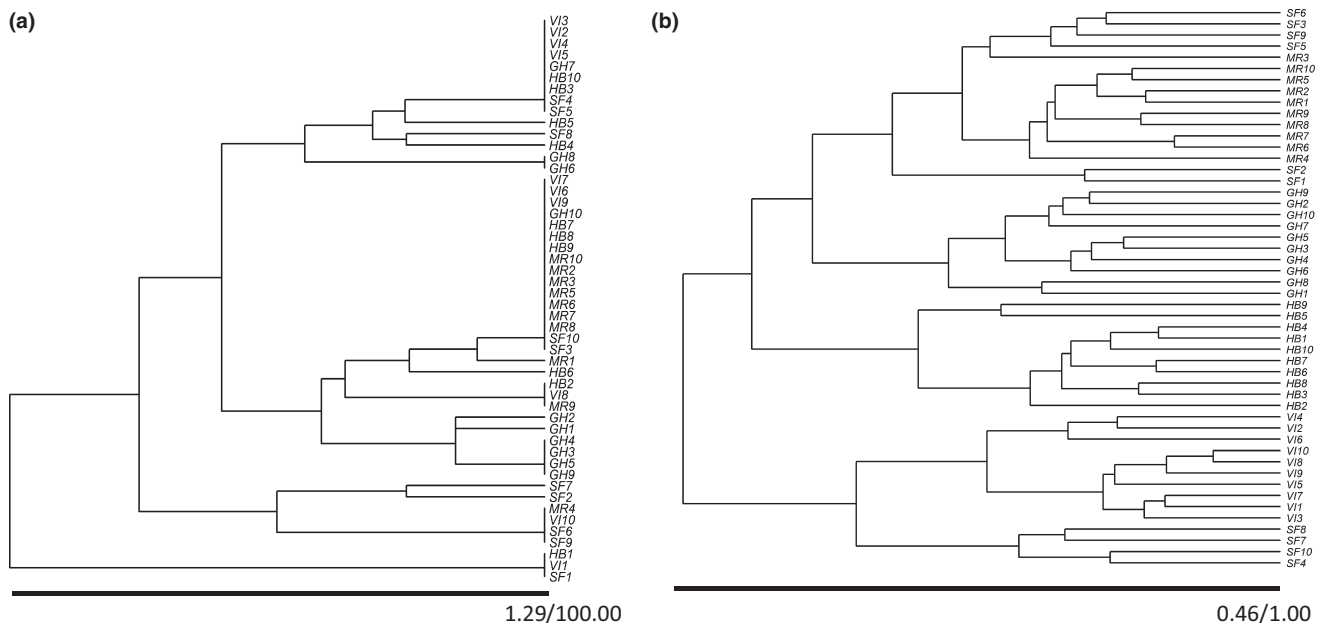 (a)
VI3
VI2
VI4
VI5
GH7
HB10
HB3
SF4
SF5
HB5
SF8
HB4
GH8
GH6
VI7
VI6
VI9
GH10
HB7
HB8
HB9
MR10
MR2
MR3
MR5
MR6
MR7
MR8
SF10
SF3
MR1
HB6
HB2
VI8
MR9
GH2
GH1
GH4
GH3
GH5
GH9
SF7
SF2
MR4
VI10
SF6
SF9
HB1
VI1
SF1
1.29/100.00
(b)
SF6
SF3
SF9
SF5
MR3
MR10
MR5
MR2
MR1
MR9
MR8
MR7
MR6
MR4
SF2
SF1
GH9
GH2
GH10
GH7
GH5
GH3
GH4
GH6
GH8
GH1
HB9
HB5
HB4
HB1
HB10
HB7
HB6
HB8
HB3
HB2
VI4
VI2
VI6
VI10
VI8
VI9
VI5
VI7
VI1
VI3
SF8
SF7
SF10
SF4
0.46/1.00